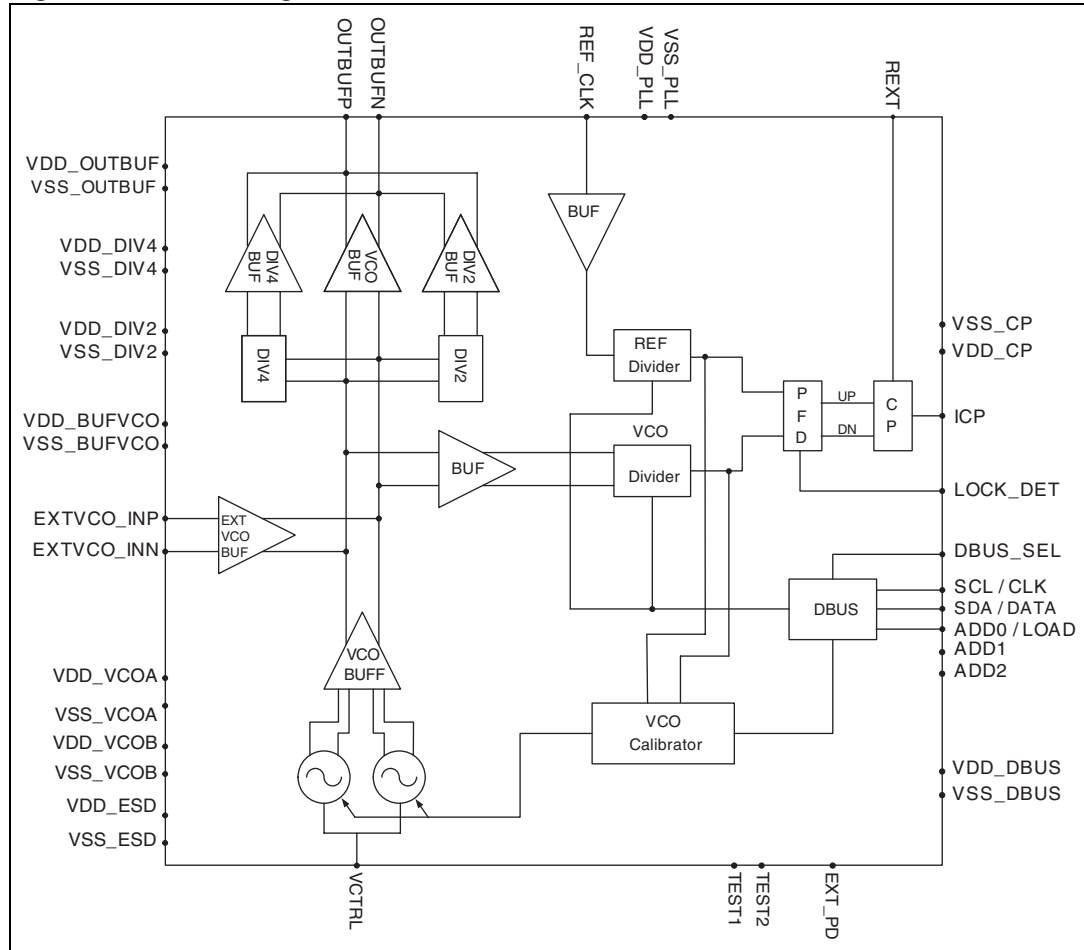 OUTBUFP
OUTBUFN
REF_CLK
VDD_PLL
VSS_PLL
REXT
VDD_OUTBUF
VSS_OUTBUF
VDD_DIV4
VSS_DIV4
VDD_DIV2
VSS_DIV2
VDD_BUFVCO
VSS_BUFVCO
EXTVCO_INP
EXTVCO_INN
VDD_VCOA
VSS_VCOA
VDD_VCOB
VSS_VCOB
VDD_ESD
VSS_ESD
DIV4
BUF
VCO
BUF
DIV2
BUF
DIV4
DIV2
BUF
REF
Divider
VCO
Divider
BUF
EXT
VCO
BUF
VCO
BUFF
P
F
D
UP
DN
C
P
DBUS
VCO
Calibrator
VSS_CP
VDD_CP
ICP
LOCK_DET
DBUS_SEL
SCL / CLK
SDA / DATA
ADD0 / LOAD
ADD1
ADD2
VDD_DBUS
VSS_DBUS
VCTRL
TEST1
TEST2
EXT_PD